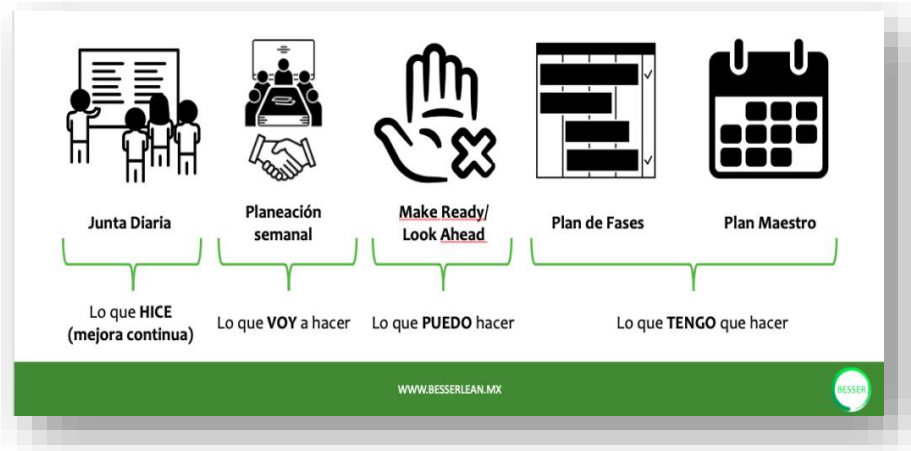 Junta Diaria
Planeación
semanal
Make Ready/
Look Ahead
Plan de Fases
Plan Maestro
Lo que HICE
(mejora continua)
Lo que VOY a hacer
Lo que PUEDO hacer
Lo que TENGO que hacer
WWW.BESSERLEAN.MX
BESSER